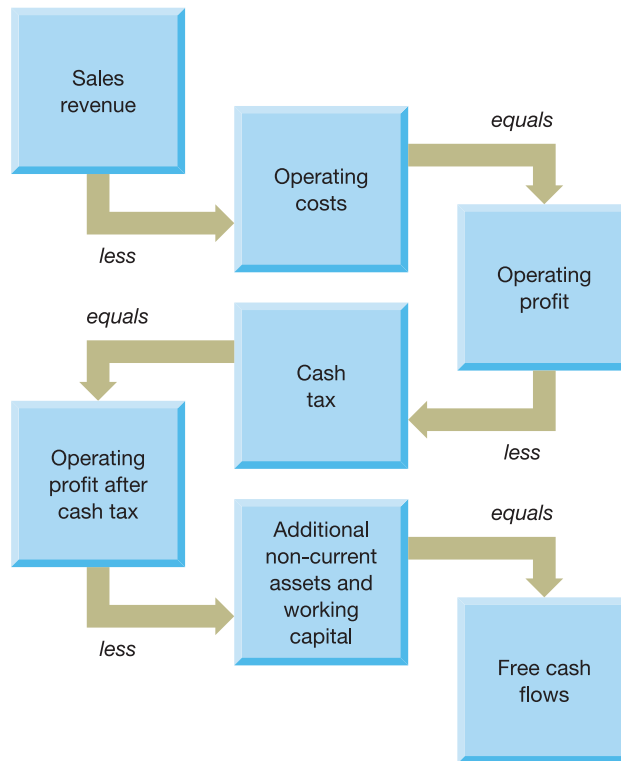 Sales
revenue
less
Operating
costs
equals
Operating
profit
less
Cash
tax
equals
Operating
profit after
cash tax
less
Additional
non-current
assets and
working
capital
equals
Free cash
flows